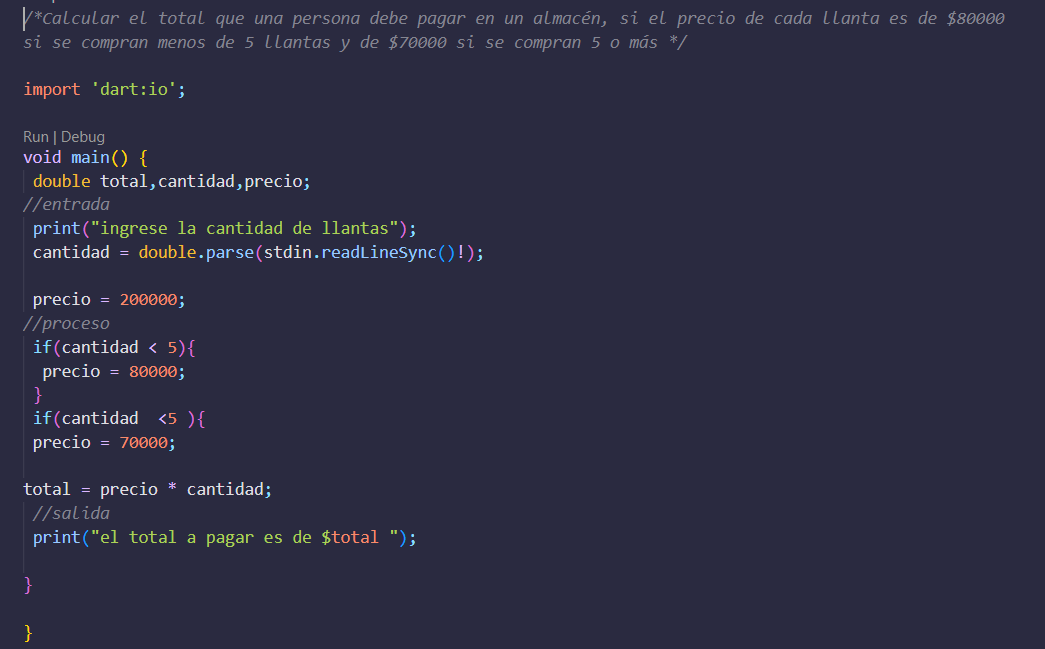 /*Calcular el total que una persona debe pagar en un almacén, si el precio de cada llanta es de $80000
si se compran menos de 5 llantas y de $70000 si se compran 5 o más */
import 'dart:io';
Run | Debug
void main() {
double total,cantidad,precio;
//entrada
print("ingrese la cantidad de llantas");
cantidad = double.parse(stdin.readLineSync()!);
precio = 200000;
//proceso
if(cantidad < 5){
precio = 80000;
}
if(cantidad  <5 ){
precio = 70000;
total = precio * cantidad;
//salida
print("el total a pagar es de $total ");
}
}